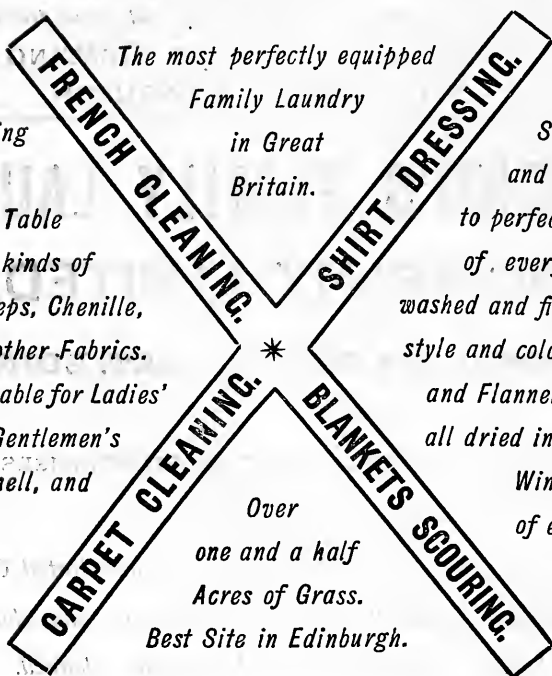 The most perfectly equipped
Family Laundry
in Great
Britain.
FRENCH CLEANING.
SHIRT DRESSING.
ing
Table
kinds of
eps, Chenille,
other Fabrics.
able for Ladies'
Gentlemen's
nell, and
S
and
to perfec
of every
washed and fi
style and colo
and Flanne
all dried in
Win
of e
*
CARPET CLEANING.
BLANKETS SCOURING.
Over
one and a half
Acres of Grass.
Best Site in Edinburgh.